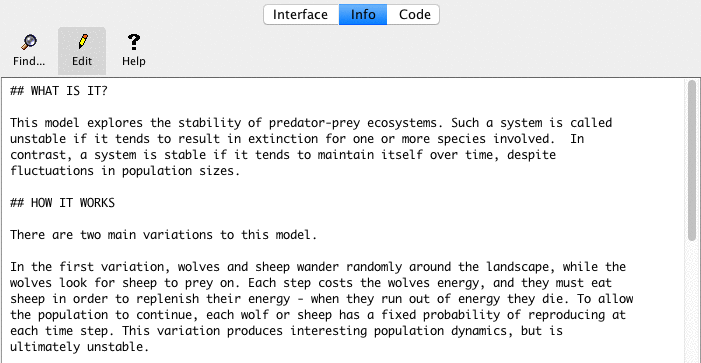 Interface Info Code
Find... Edit Help
## WHAT IS IT?
This model explores the stability of predator-prey ecosystems. Such a system is called
unstable if it tends to result in extinction for one or more species involved.  In
contrast, a system is stable if it tends to maintain itself over time, despite
fluctuations in population sizes.
## HOW IT WORKS
There are two main variations to this model.
In the first variation, wolves and sheep wander randomly around the landscape, while the
wolves look for sheep to prey on. Each step costs the wolves energy, and they must eat
sheep in order to replenish their energy - when they run out of energy they die. To allow
the population to continue, each wolf or sheep has a fixed probability of reproducing at
each time step. This variation produces interesting population dynamics, but is
ultimately unstable.